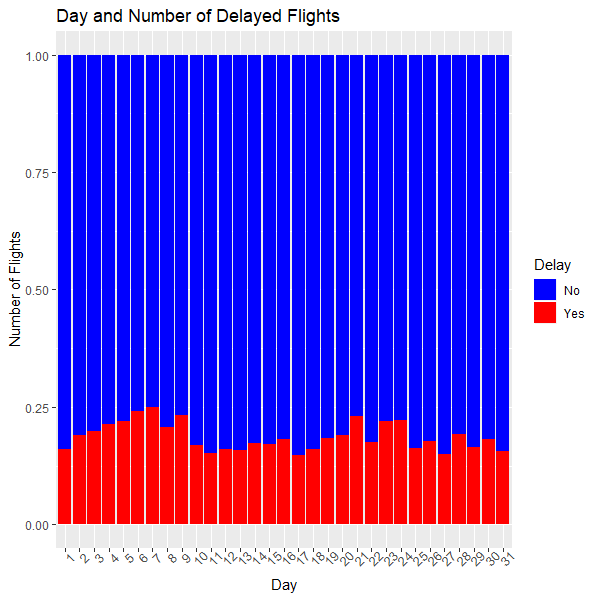 Day and Number of Delayed Flights
Number of Flights
1.00
0.75
0.50
0.25
0.00
1 2 3 4 5 6 7 8 9 10 11 12 13 14 15 16 17 18 19 20 21 22 23 24 25 26 27 28 29 30 31
Day
Delay
No
Yes